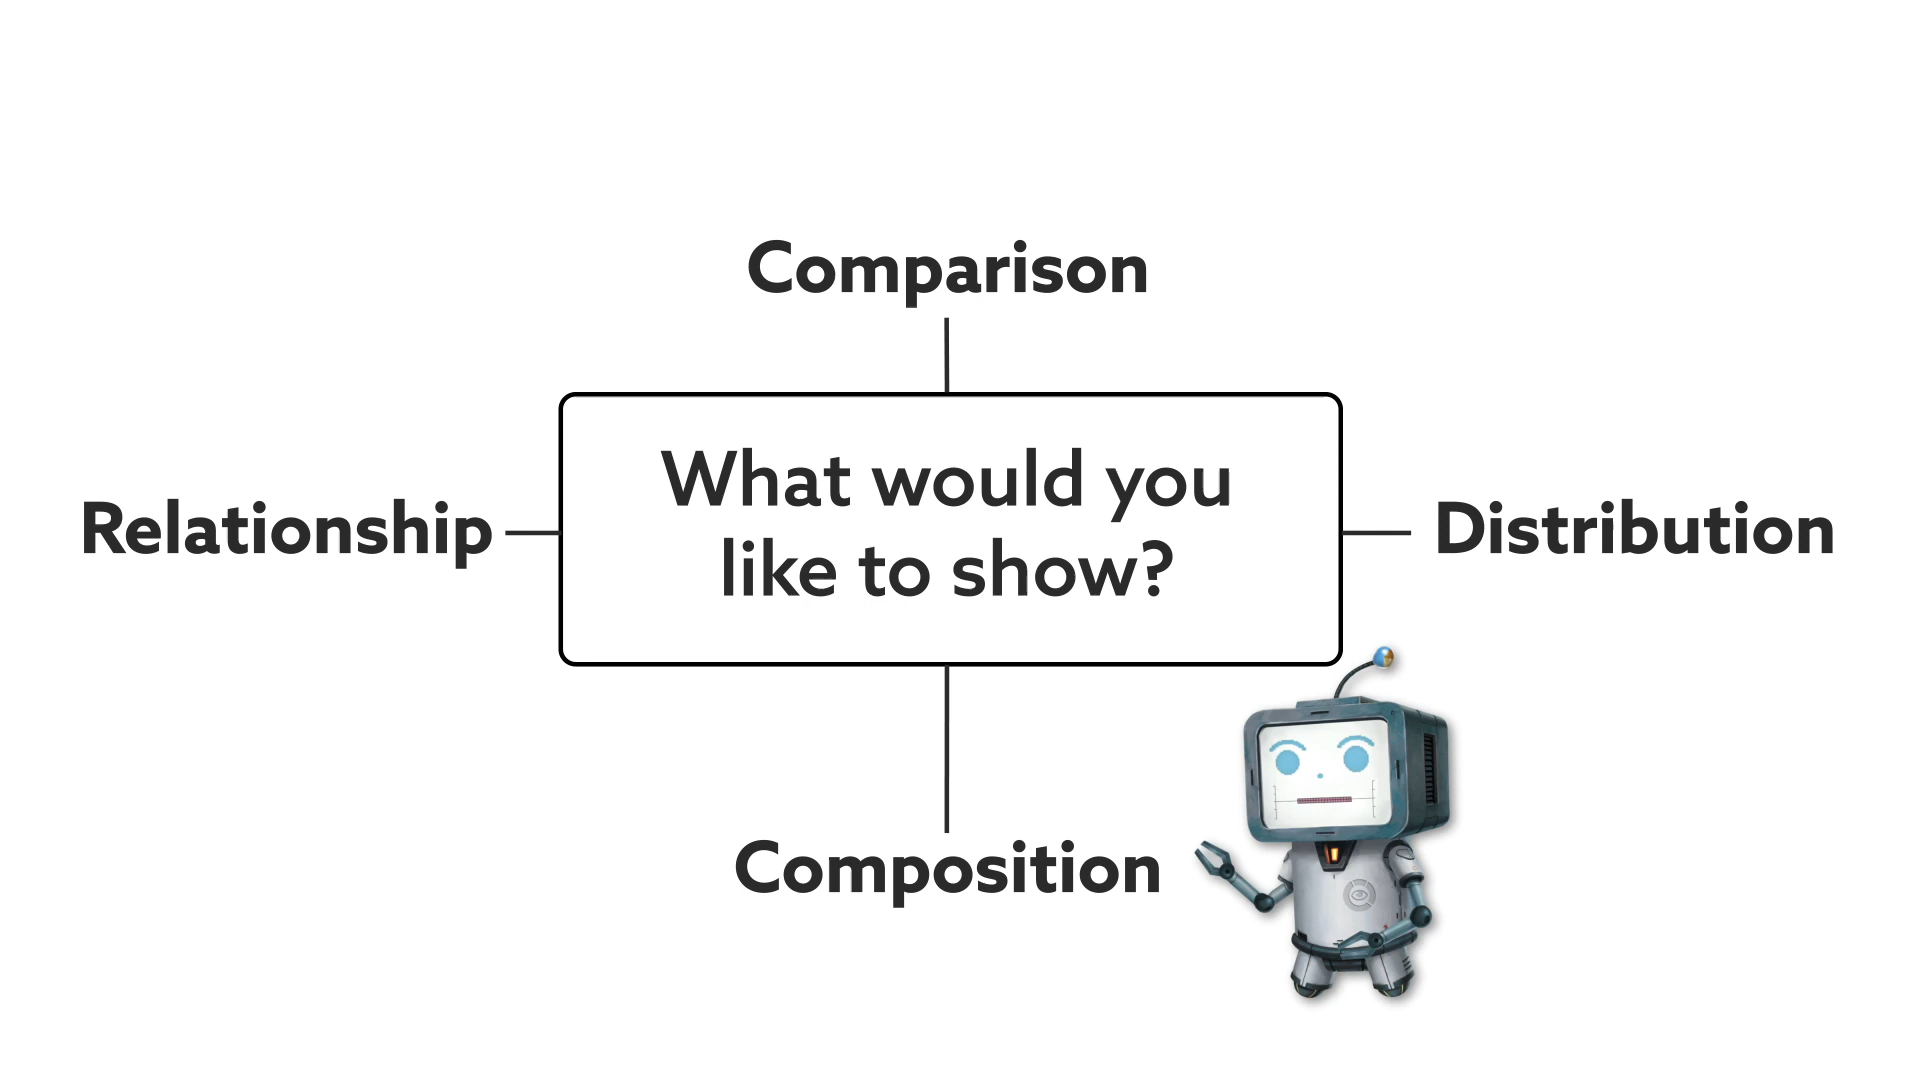 Comparison
What would you
like to show?
Relationship
Distribution
Composition